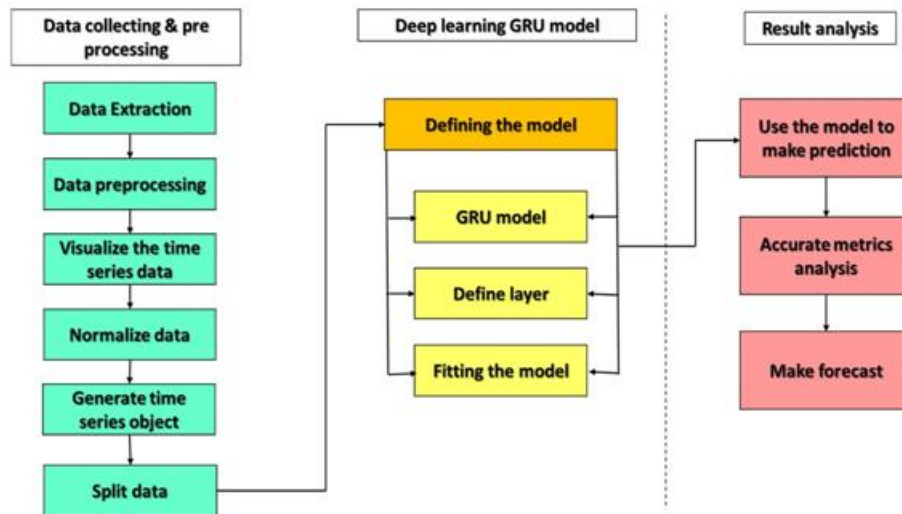 Data collecting & pre
processing
Data Extraction
Data preprocessing
Visualize the time
series data
Normalize data
Generate time
series object
Split data
Deep learning GRU model
Defining the model
GRU model
Define layer
Fitting the model
Result analysis
Use the model to
make prediction
Accurate metrics
analysis
Make forecast